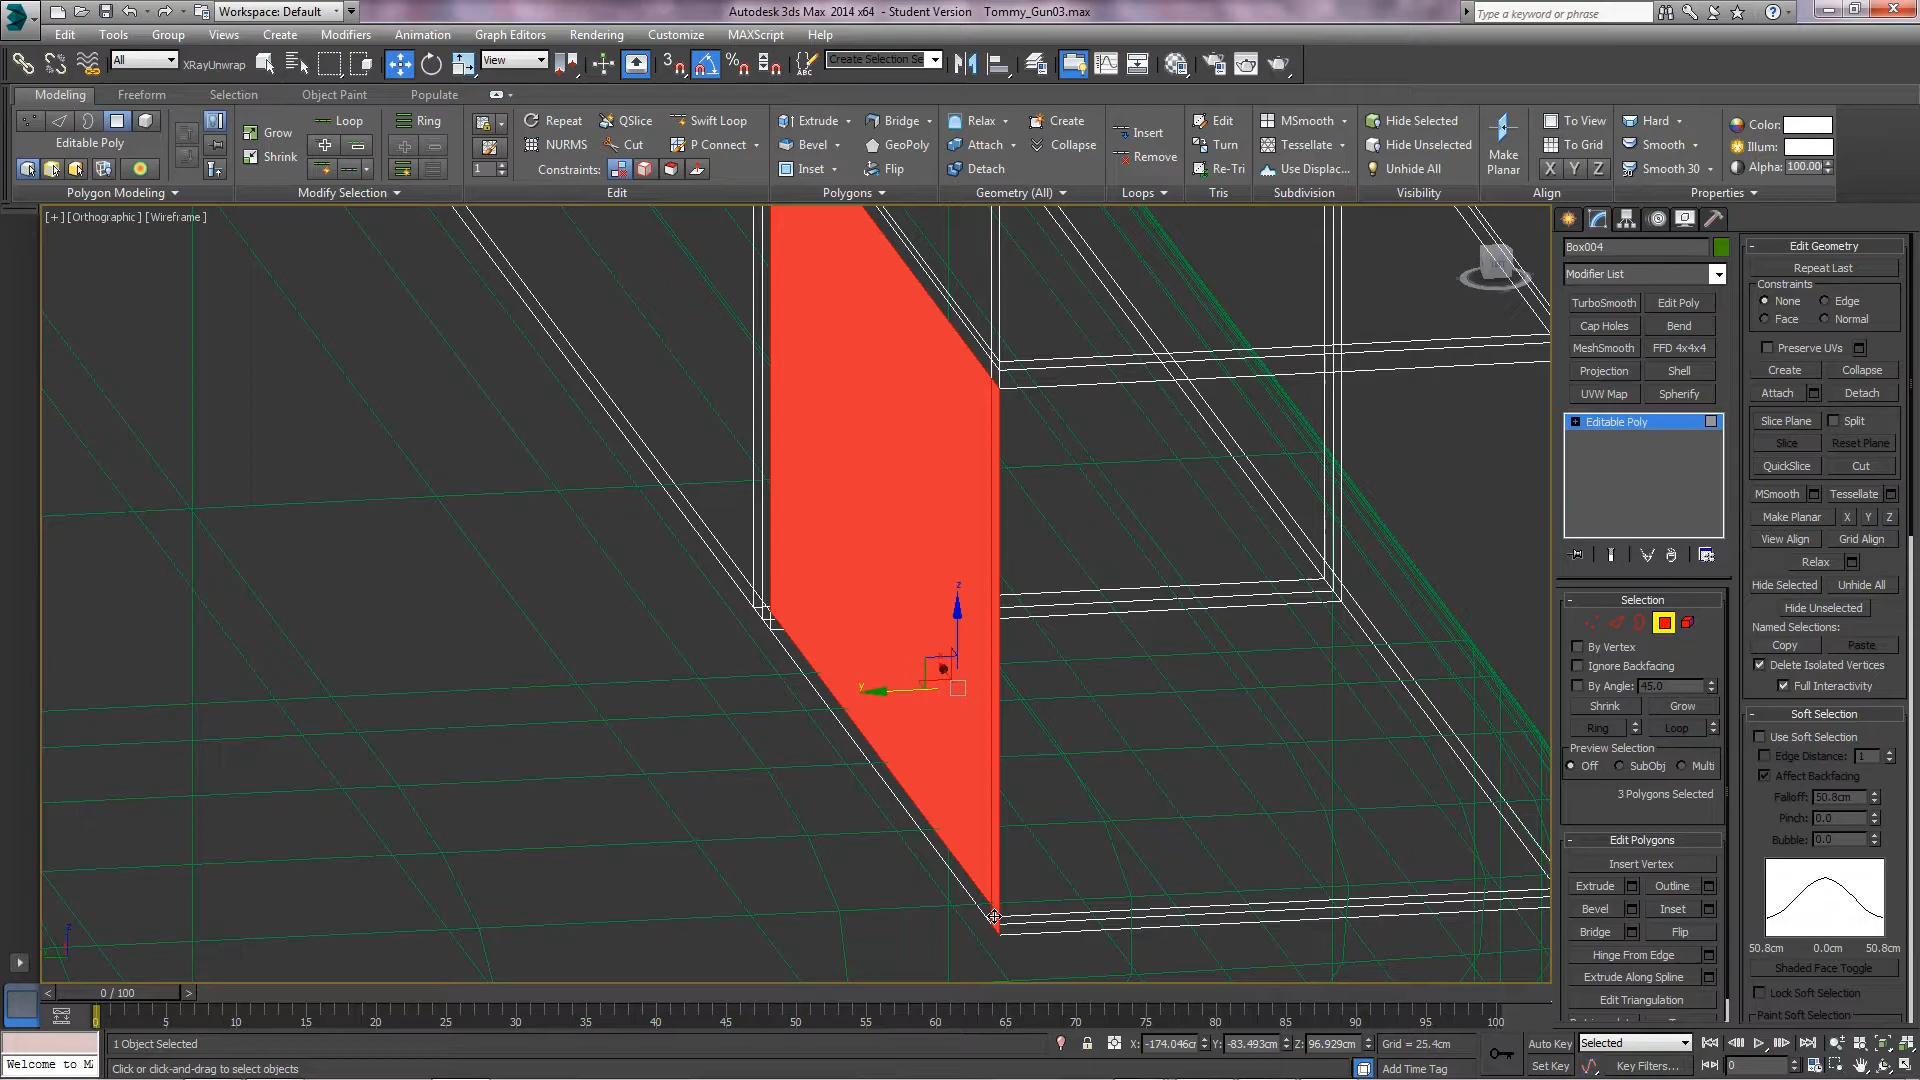 Workspace: Default
Autodesk 3ds Max 2014 x64 - Student Version Tommy_Gun03.max
Type a keyword or phrase
Edit Tools Group Views Create Modifiers Animation Graph Editors Rendering Customize MAXScript Help
All XRayUnwrap View 3 Create Selection Se
Modeling Freeform Selection Object Paint Populate
Grow Loop Ring Repeat QSlice Swift Loop Extrude Bridge Relax Create Insert Edit MSmooth Hide Selected To View Hard Color:
Editable Poly Shrink NURMS Cut P Connect Bevel GeoPoly Attach Collapse Remove Turn Tessellate Hide Unselected Make Planar To Grid Smooth Illum:
1 Constraints: Inset Flip Detach Re-Tri Use Displac... Unhide All X Y Z Smooth 30 Alpha: 100.00
Polygon Modeling Modify Selection Edit Polygons Geometry (All) Loops Tris Subdivision Visibility Align Properties
[+] [Orthographic] [Wireframe]
z
y
z
Box004
Modifier List
TurboSmooth Edit Poly
Cap Holes Bend
MeshSmooth FFD 4x4x4
Projection Shell
UVW Map Spherify
Editable Poly
Selection
By Vertex
Ignore Backfacing
By Angle: 45.0
Shrink Grow
Ring Loop
Preview Selection
Off SubObj Multi
3 Polygons Selected
Edit Polygons
Insert Vertex
Extrude Outline
Bevel Inset
Bridge Flip
Hinge From Edge
Extrude Along Spline
Edit Triangulation
Edit Geometry
Repeat Last
Constraints
None Edge
Face Normal
Preserve UVs
Create Collapse
Attach Detach
Slice Plane Split
Slice Reset Plane
QuickSlice Cut
MSmooth Tessellate
Make Planar X Y Z
View Align Grid Align
Relax
Hide Selected Unhide All
Hide Unselected
Named Selections:
Copy Paste
Delete Isolated Vertices
Full Interactivity
Soft Selection
Use Soft Selection
Edge Distance: 1
Affect Backfacing
Falloff: 50.8cm
Pinch: 0.0
Bubble: 0.0
50.8cm 0.0cm 50.8cm
Shaded Face Toggle
Lock Soft Selection
Paint Soft Selection
< 0 / 100 >
0 5 10 15 20 25 30 35 40 45 50 55 60 65 70 75 80 85 90 95 100
1 Object Selected X: -174.046cm Y: -83.493cm Z: 96.929cm Grid = 25.4cm Auto Key Selected
Welcome to M Click or click-and-drag to select objects Add Time Tag Set Key Key Filters... 0